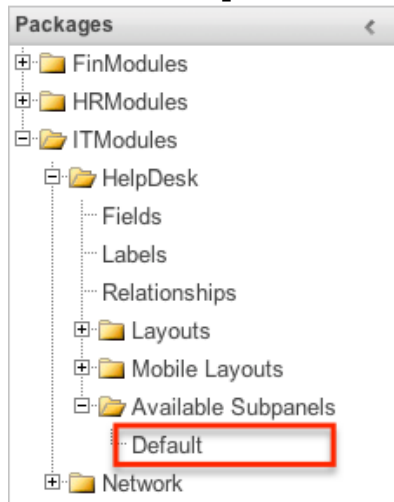 Packages
FinModules
HRModules
ITModules
HelpDesk
Fields
Labels
Relationships
Layouts
Mobile Layouts
Available Subpanels
Default
Network